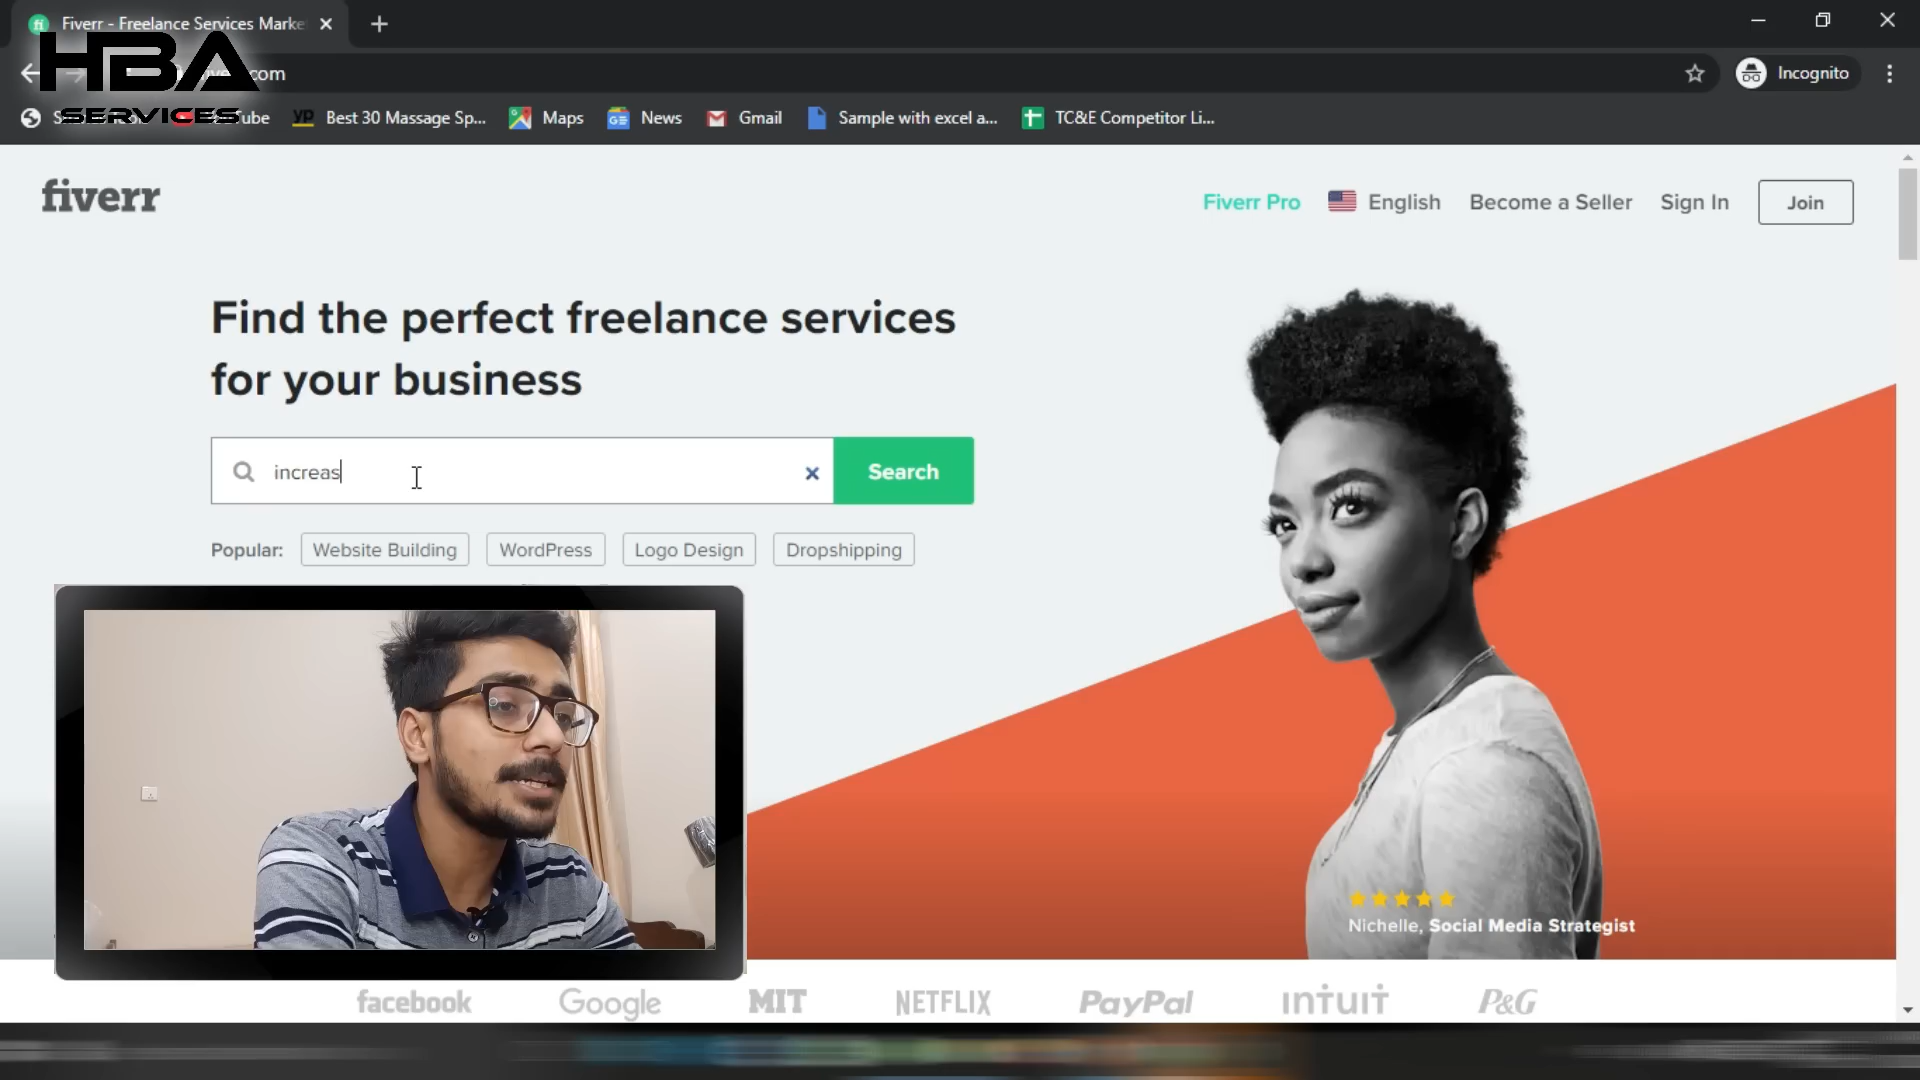 Fiverr - Freelance Services Marke
HBA
SERVICES
.com
Incognito
YouTube
YP
Best 30 Massage Sp...
Maps
GE
News
Gmail
Sample with excel a...
TC&E Competitor Li...
fiverr
Fiverr Pro
English
Become a Seller
Sign In
Join
Find the perfect freelance services
for your business
increas
Search
Popular:
Website Building
WordPress
Logo Design
Dropshipping
Nichelle, Social Media Strategist
facebook
Google
MIT
NETFLIX
PayPal
intuit
P&G